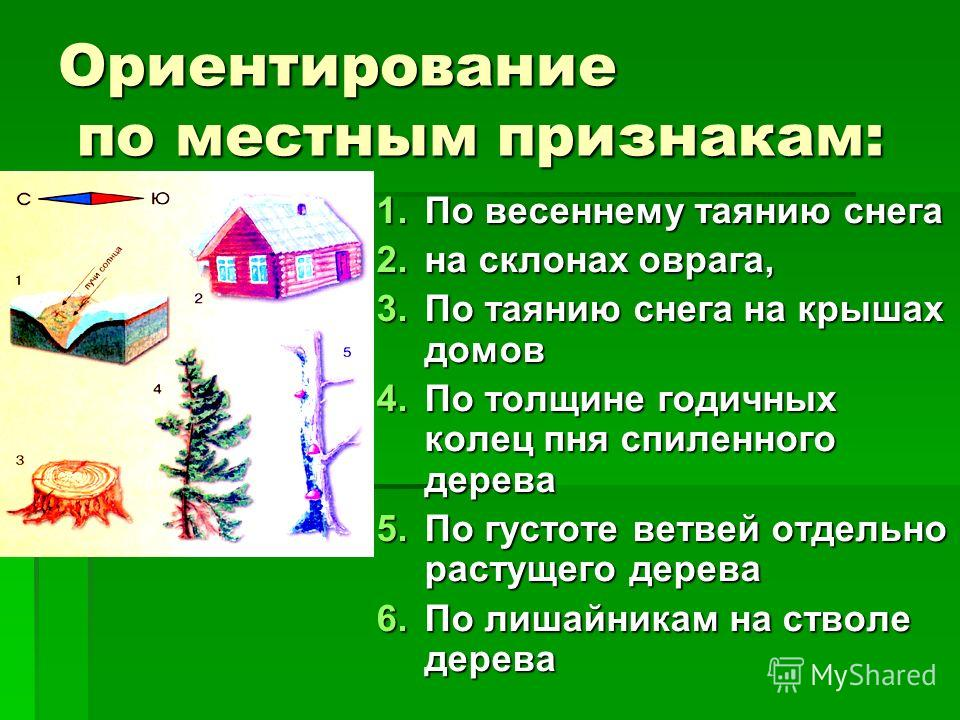 Ориентирование
по местным признакам:
С Ю
лучи солнца
1
2
3
4
5
1. По весеннему таянию снега
2. на склонах оврага,
3. По таянию снега на крышах
домов
4. По толщине годичных
колец пня спиленного
дерева
5. По густоте ветвей отдельно
растущего дерева
6. По лишайникам на стволе
дерева
MyShared